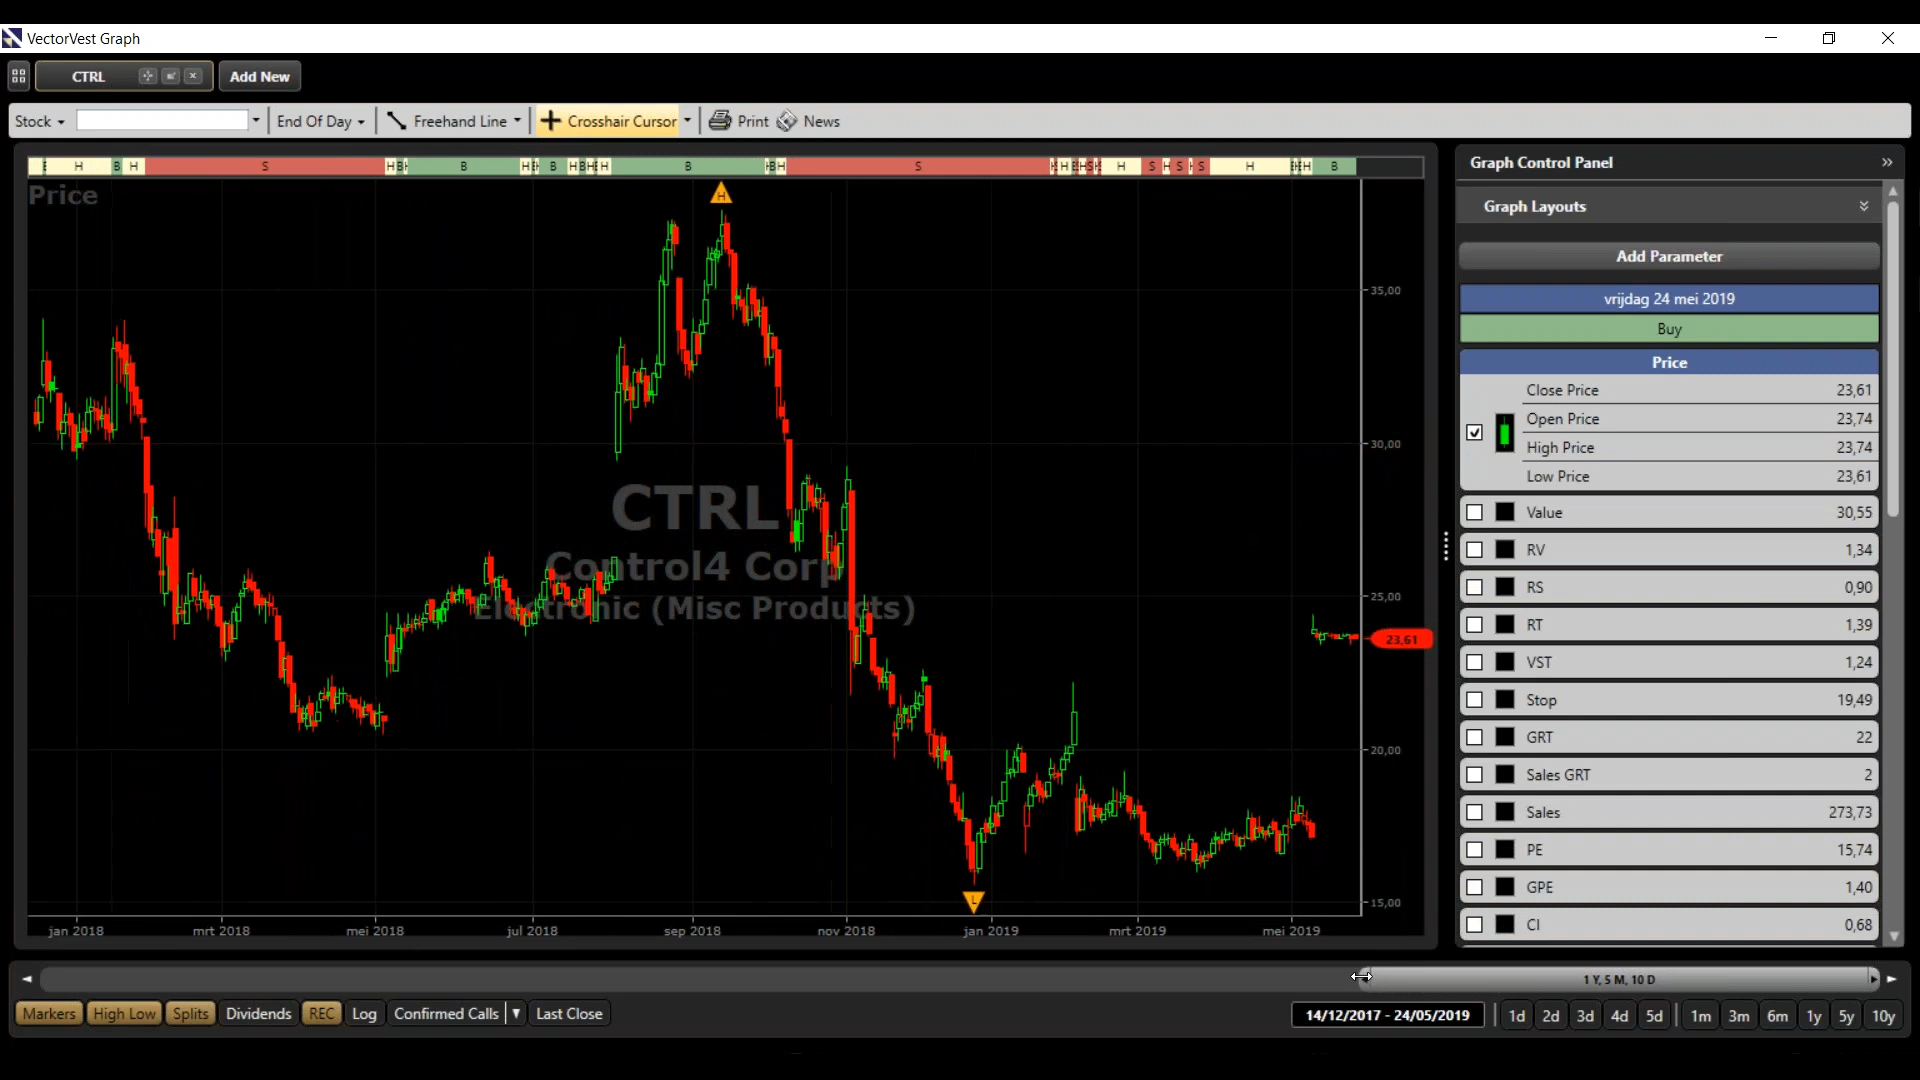 VectorVest Graph
CTRL
Add New
Stock
End Of Day
Freehand Line
Crosshair Cursor
Print
News
H B H S H B B H B H B H H B H B H S H H S H S S H B
Price
H
35,00
30,00
25,00
20,00
15,00
23,61
CTRL
Control4 Corp
Electronic (Misc Products)
L
jan 2018 mrt 2018 mei 2018 jul 2018 sep 2018 nov 2018 jan 2019 mrt 2019 mei 2019
Graph Control Panel
Graph Layouts
Add Parameter
vrijdag 24 mei 2019
Buy
Price
Close Price 23,61
Open Price 23,74
High Price 23,74
Low Price 23,61
Value 30,55
RV 1,34
RS 0,90
RT 1,39
VST 1,24
Stop 19,49
GRT 22
Sales GRT 2
Sales 273,73
PE 15,74
GPE 1,40
CI 0,68
1 Y, 5 M, 10 D
Markers High Low Splits Dividends REC Log Confirmed Calls Last Close
14/12/2017 - 24/05/2019
1d 2d 3d 4d 5d 1m 3m 6m 1y 5y 10y